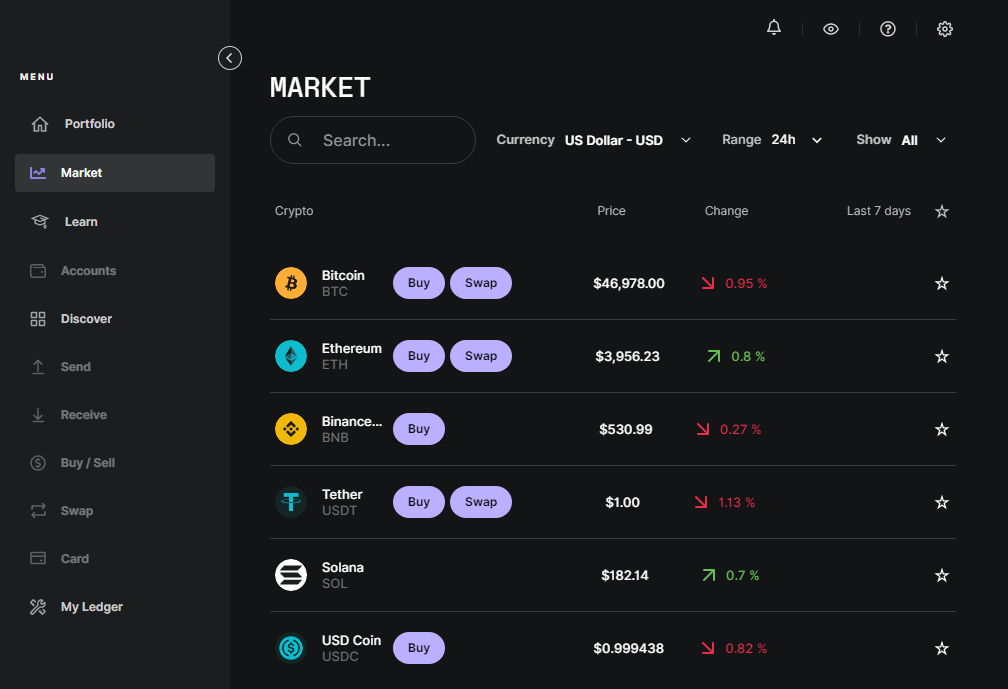 MENU
Portfolio
Market
Learn
Accounts
Discover
Send
Receive
Buy / Sell
Swap
Card
My Ledger
MARKET
Search...
Currency US Dollar - USD
Range 24h
Show All
Crypto Price Change Last 7 days
Bitcoin
BTC
Buy Swap $46,978.00 0.95 %
Ethereum
ETH
Buy Swap $3,956.23 0.8 %
Binance...
BNB
Buy $530.99 0.27 %
Tether
USDT
Buy Swap $1.00 1.13 %
Solana
SOL
$182.14 0.7 %
USD Coin
USDC
Buy $0.999438 0.82 %